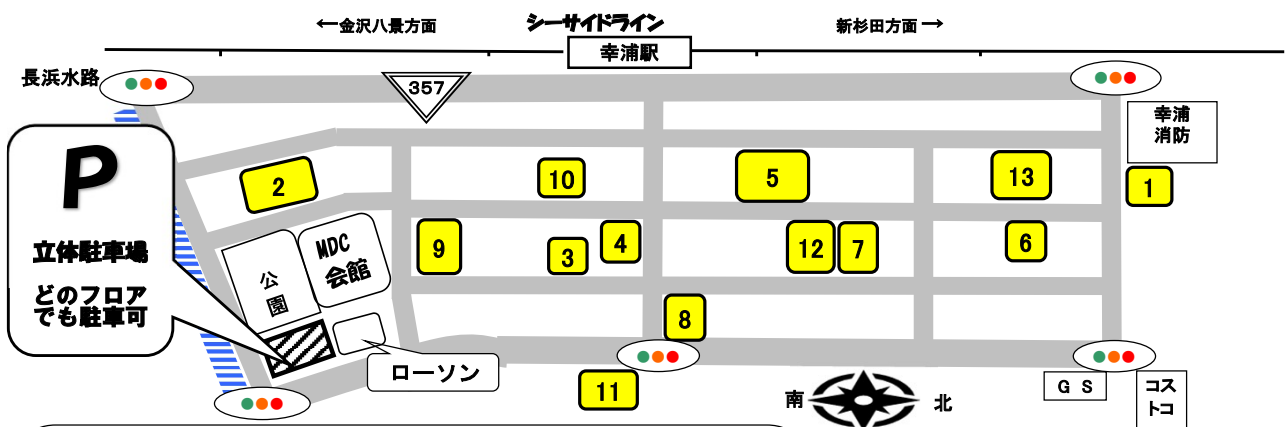 ←金沢八景方面
シーサイドライン
新杉田方面→
幸浦駅
長浜水路
357
幸浦
消防
P
立体駐車場
どのフロア
でも駐車可
2
10
5
13
1
公
園
MDC
会館
9
3
4
12
7
6
8
ローソン
11
南
北
G S
コス
トコ